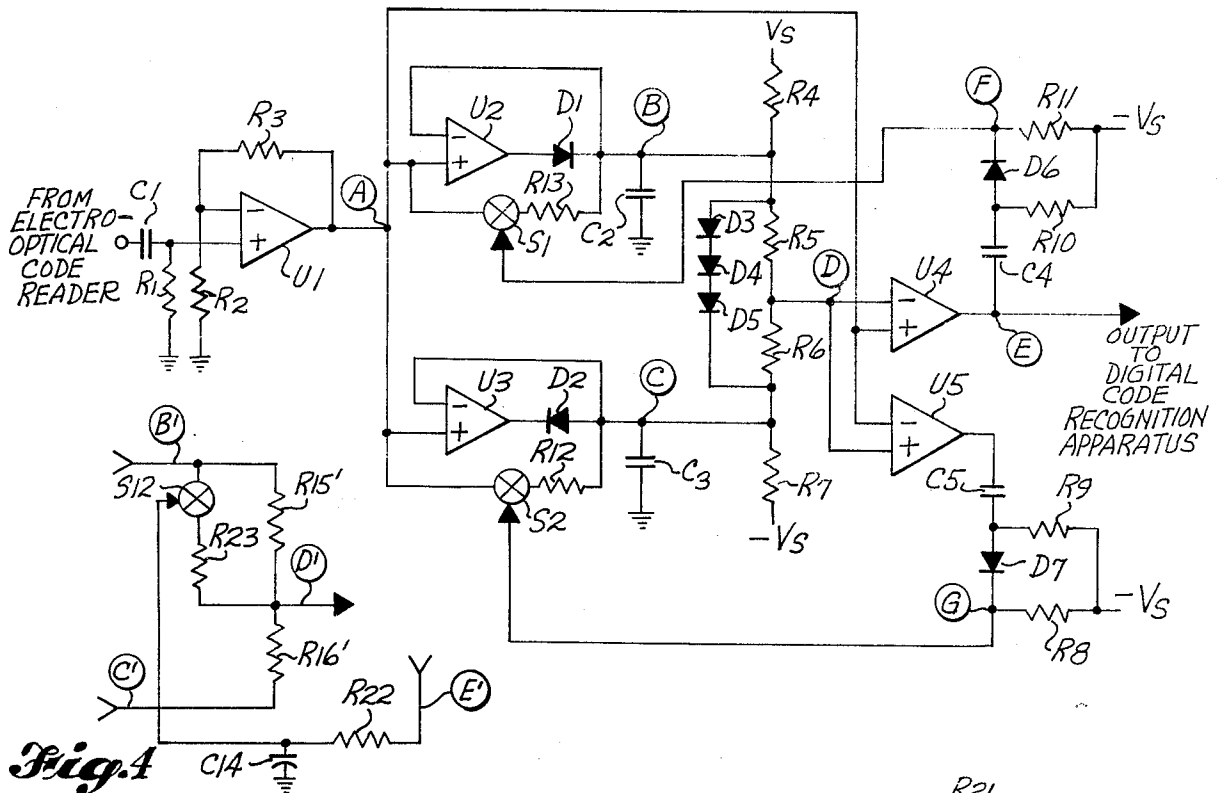 FROM
ELECTRO-
OPTICAL
CODE
READER
C1
R1
R2
R3
U1
A
U2
D1
R13
S1
B
C2
Vs
R4
D3
D4
D5
R5
R6
D
U3
D2
R12
S2
C
C3
R7
-Vs
F
R11
-Vs
D6
R10
C4
U4
E
OUTPUT
TO
DIGITAL
CODE
RECOGNITION
APPARATUS
U5
C5
R9
D7
G
R8
-Vs
B'
S12
R15'
R23
D'
R16'
C'
R22
E'
C14
Fig.4
R21